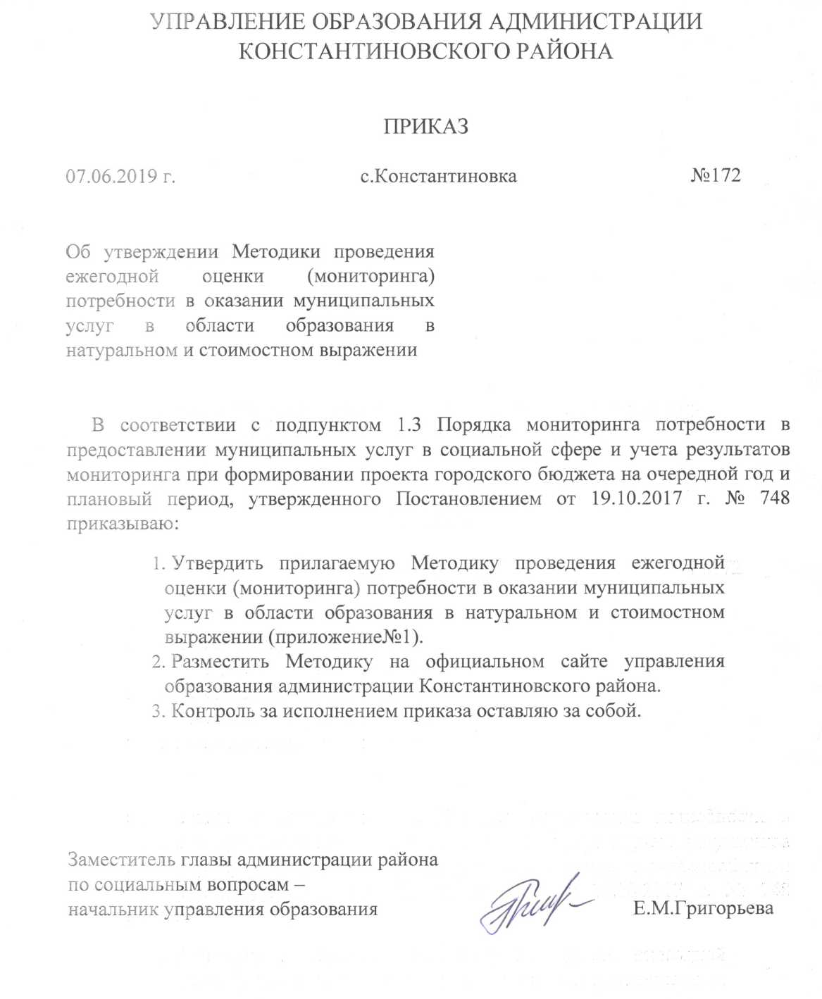 УПРАВЛЕНИЕ ОБРАЗОВАНИЯ АДМИНИСТРАЦИИ
КОНСТАНТИНОВСКОГО РАЙОНА
ПРИКАЗ
07.06.2019 г. с.Константиновка №172
Об утверждении Методики проведения
ежегодной оценки (мониторинга)
потребности в оказании муниципальных
услуг в области образования в
натуральном и стоимостном выражении
В соответствии с подпунктом 1.3 Порядка мониторинга потребности в
предоставлении муниципальных услуг в социальной сфере и учета результатов
мониторинга при формировании проекта городского бюджета на очередной год и
плановый период, утвержденного Постановлением от 19.10.2017 г. № 748
приказываю:
1. Утвердить прилагаемую Методику проведения ежегодной
оценки (мониторинга) потребности в оказании муниципальных
услуг в области образования в натуральном и стоимостном
выражении (приложение№1).
2. Разместить Методику на официальном сайте управления
образования администрации Константиновского района.
3. Контроль за исполнением приказа оставляю за собой.
Заместитель главы администрации района
по социальным вопросам –
начальник управления образования Е.М.Григорьева